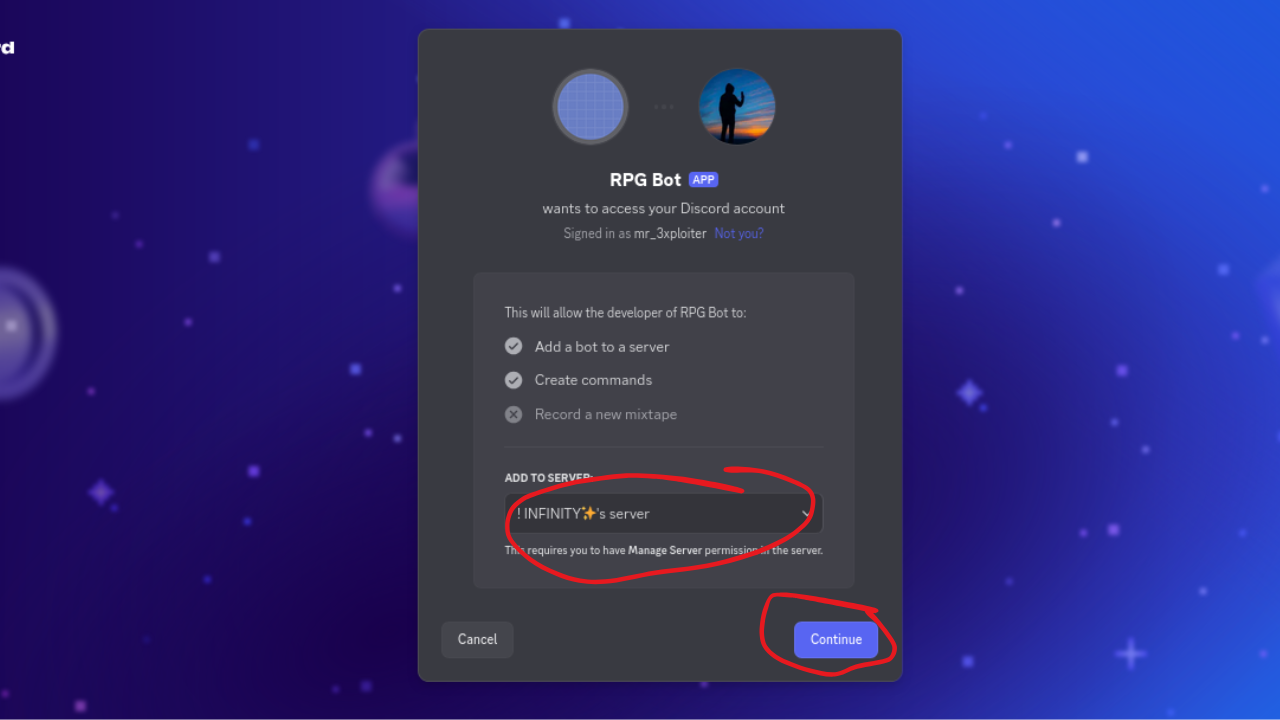 rd
RPG Bot APP
wants to access your Discord account
Signed in as mr_3xploiter Not you?
This will allow the developer of RPG Bot to:
Add a bot to a server
Create commands
Record a new mixtape
ADD TO SERVER:
! INFINITY✨'s server
This requires you to have Manage Server permission in the server.
Cancel
Continue